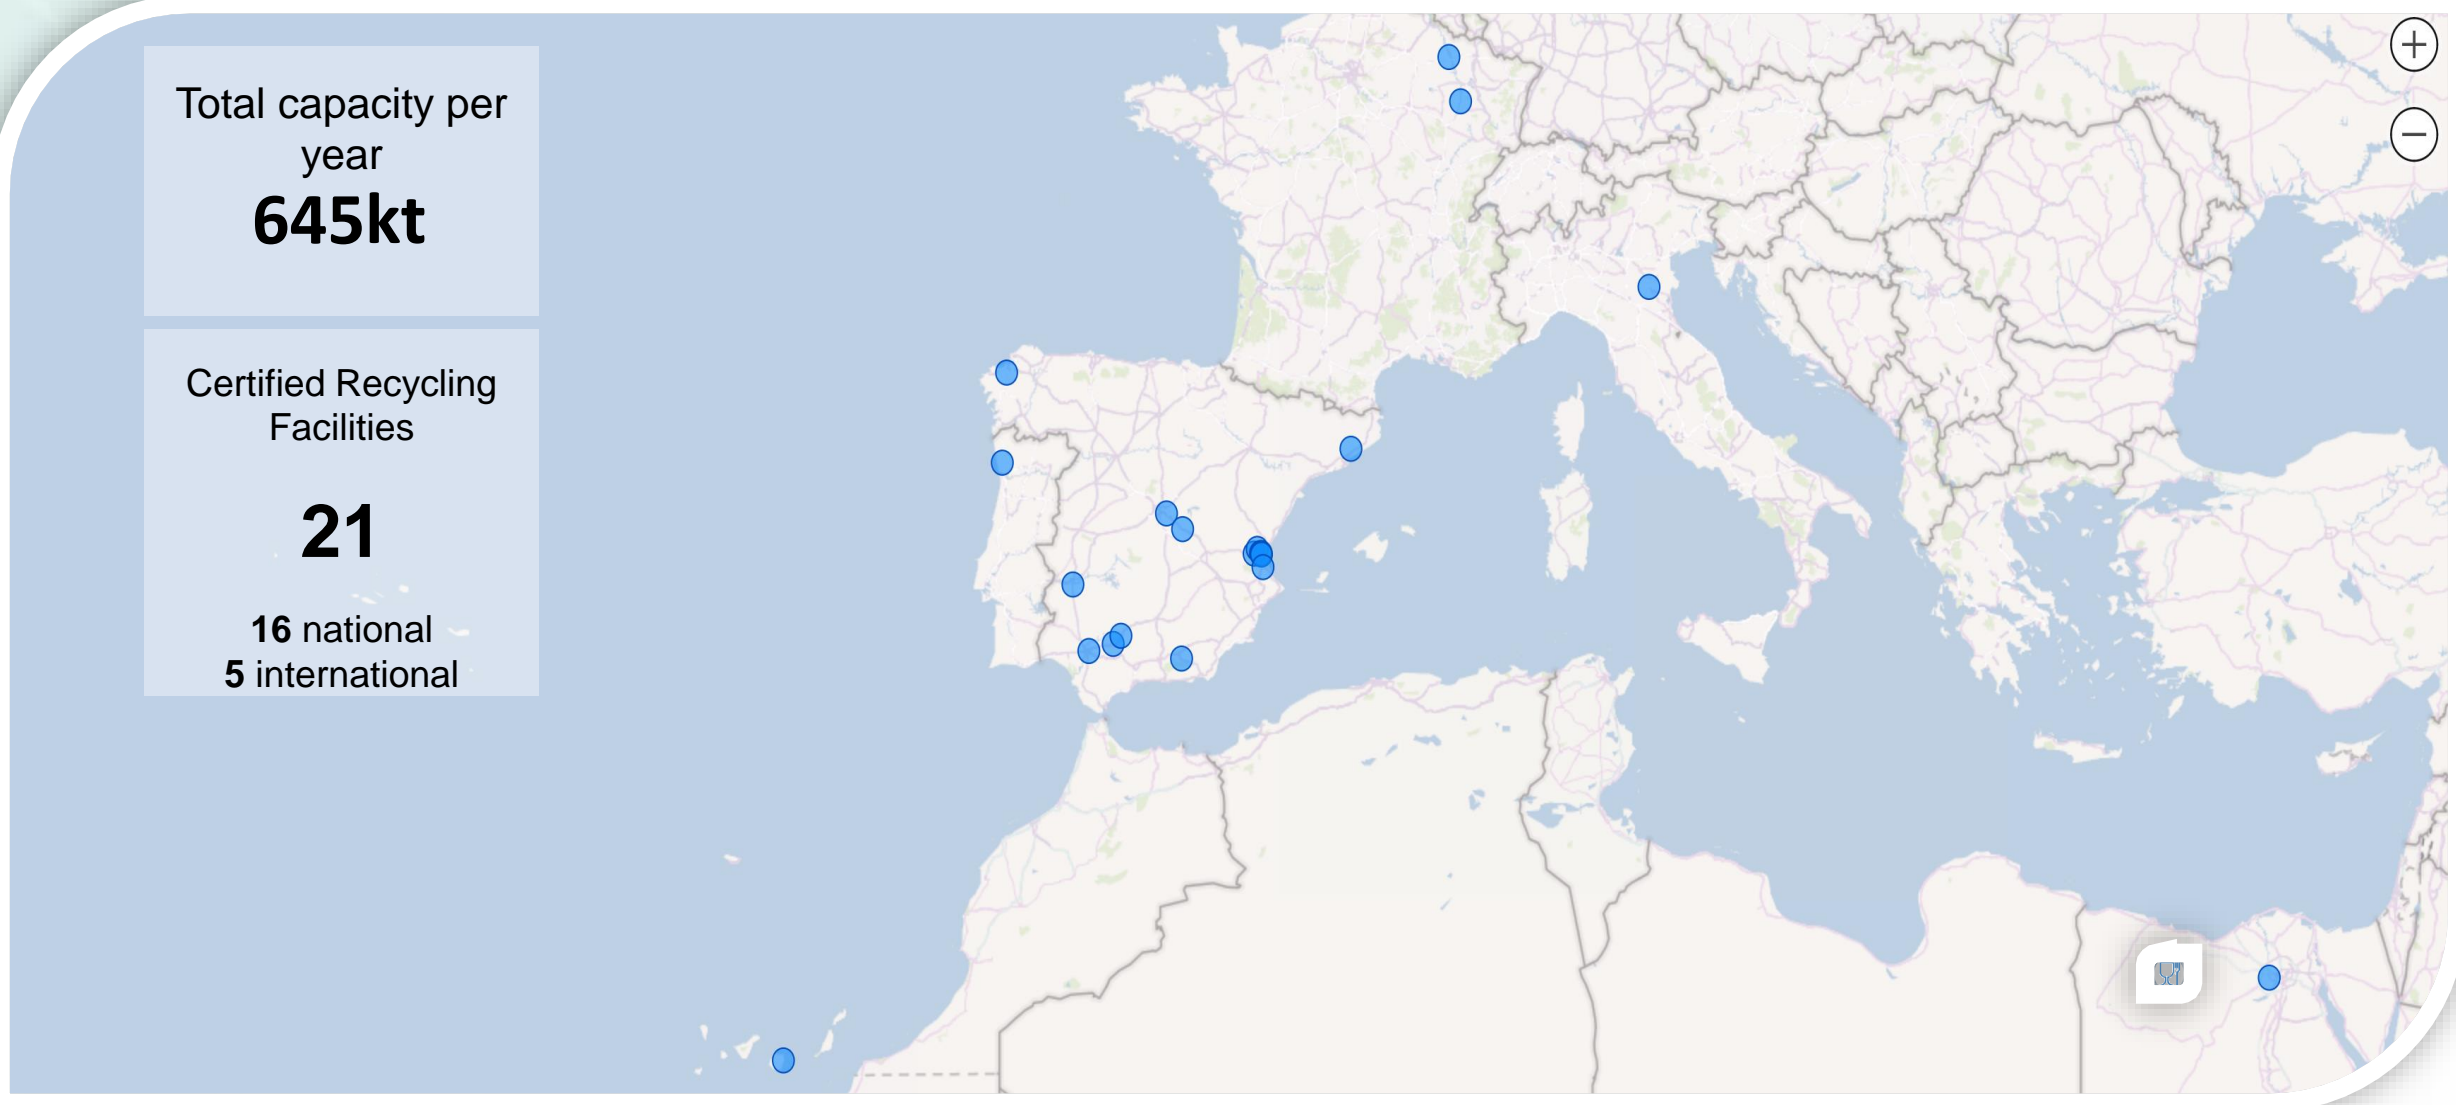 Total capacity per
year
645kt
Certified Recycling
Facilities
21
16 national
5 international